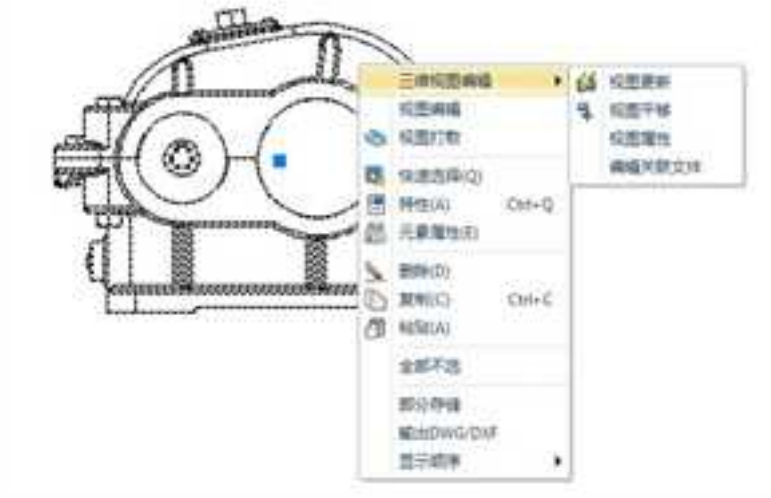 三维视图编辑
视图更新
视图平移
视图属性
编辑关联文件
视图编辑
视图打散
快速选择(Q)
特性(A) Ctrl+Q
元素属性(E)
删除(D)
复制(C) Ctrl+C
粘贴(A)
全部不选
部分存储
输出DWG/DXF
显示顺序